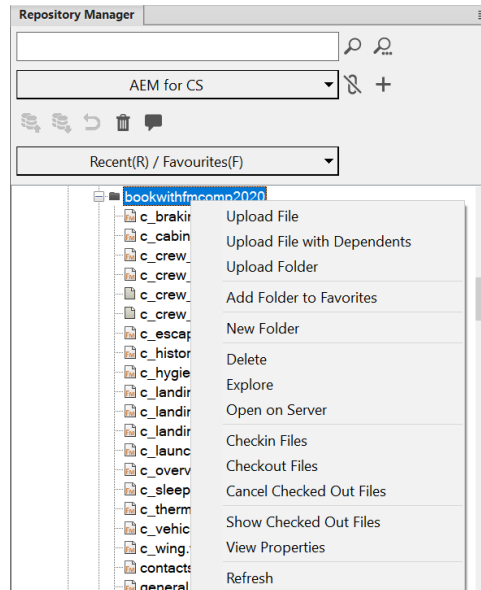 Repository Manager
AEM for CS
Recent(R) / Favourites(F)
bookwithfmcomp2020
c_brakin
c_cabin
c_crew_
c_crew_
c_crew_
c_crew_
c_escap
c_histor
c_hygie
c_landir
c_landir
c_landir
c_launc
c_overv
c_sleep
c_therm
c_vehic
c_wing.
contacts
general
Upload File
Upload File with Dependents
Upload Folder
Add Folder to Favorites
New Folder
Delete
Explore
Open on Server
Checkin Files
Checkout Files
Cancel Checked Out Files
Show Checked Out Files
View Properties
Refresh